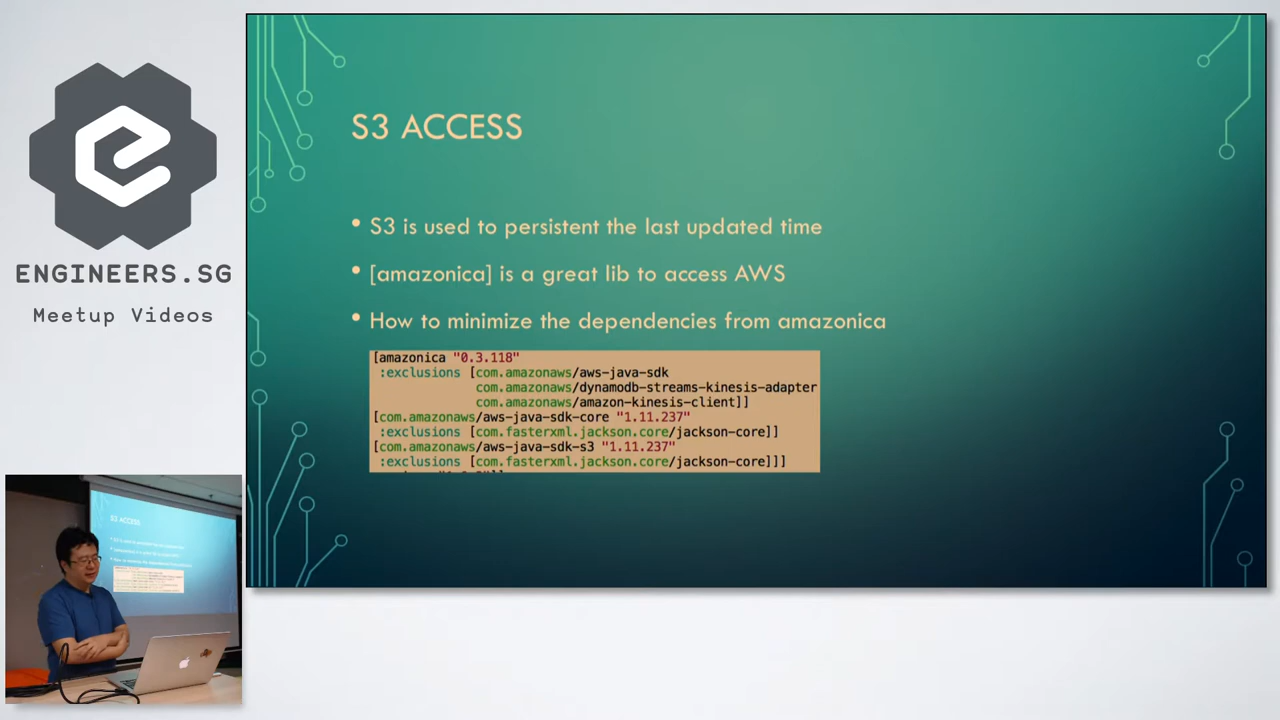 ENGINEERS.SG
Meetup Videos
S3 ACCESS
• S3 is used to persistent the last updated time
• [amazonica] is a great lib to access AWS
• How to minimize the dependencies from amazonica
[amazonica "0.3.118"
:exclusions [com.amazonaws/aws-java-sdk
com.amazonaws/dynamodb-streams-kinesis-adapter
com.amazonaws/amazon-kinesis-client]]
[com.amazonaws/aws-java-sdk-core "1.11.237"
:exclusions [com.fasterxml.jackson.core/jackson-core]]
[com.amazonaws/aws-java-sdk-s3 "1.11.237"
:exclusions [com.fasterxml.jackson.core/jackson-core]]]
S3 ACCESS